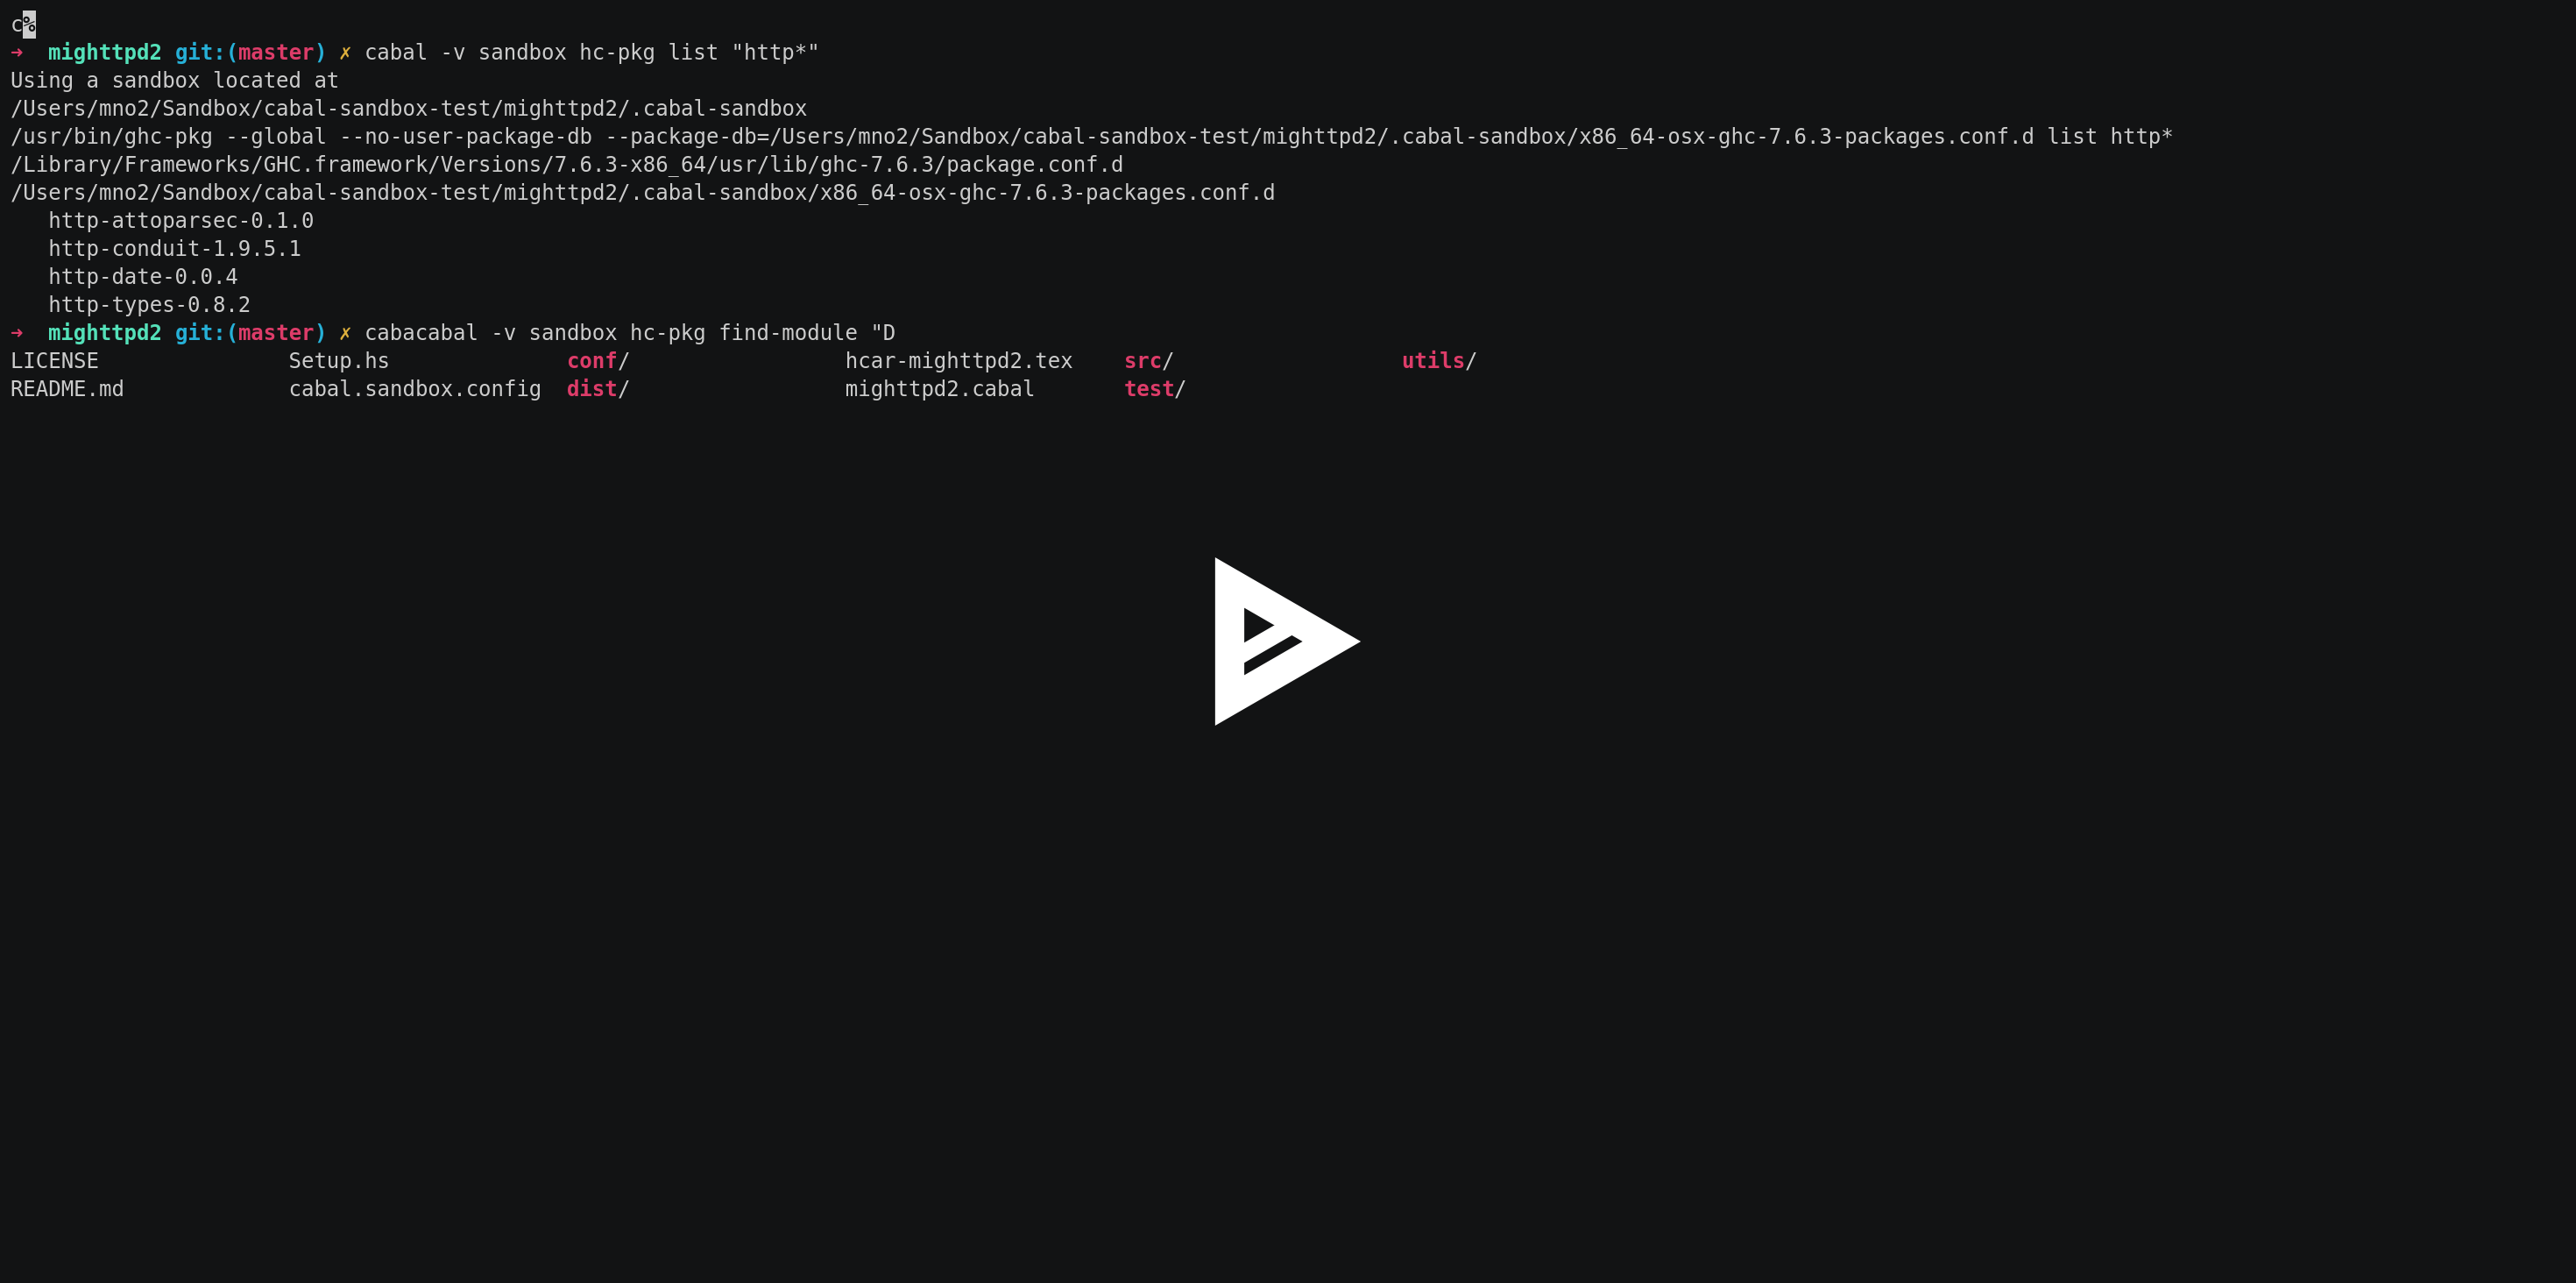 c%
➜  mighttpd2 git:(master) ✗ cabal -v sandbox hc-pkg list "http*"
Using a sandbox located at
/Users/mno2/Sandbox/cabal-sandbox-test/mighttpd2/.cabal-sandbox
/usr/bin/ghc-pkg --global --no-user-package-db --package-db=/Users/mno2/Sandbox/cabal-sandbox-test/mighttpd2/.cabal-sandbox/x86_64-osx-ghc-7.6.3-packages.conf.d list http*
/Library/Frameworks/GHC.framework/Versions/7.6.3-x86_64/usr/lib/ghc-7.6.3/package.conf.d
/Users/mno2/Sandbox/cabal-sandbox-test/mighttpd2/.cabal-sandbox/x86_64-osx-ghc-7.6.3-packages.conf.d
   http-attoparsec-0.1.0
   http-conduit-1.9.5.1
   http-date-0.0.4
   http-types-0.8.2
➜  mighttpd2 git:(master) ✗ cabacabal -v sandbox hc-pkg find-module "D
LICENSE               Setup.hs              conf/                 hcar-mighttpd2.tex    src/                  utils/
README.md             cabal.sandbox.config  dist/                 mighttpd2.cabal       test/